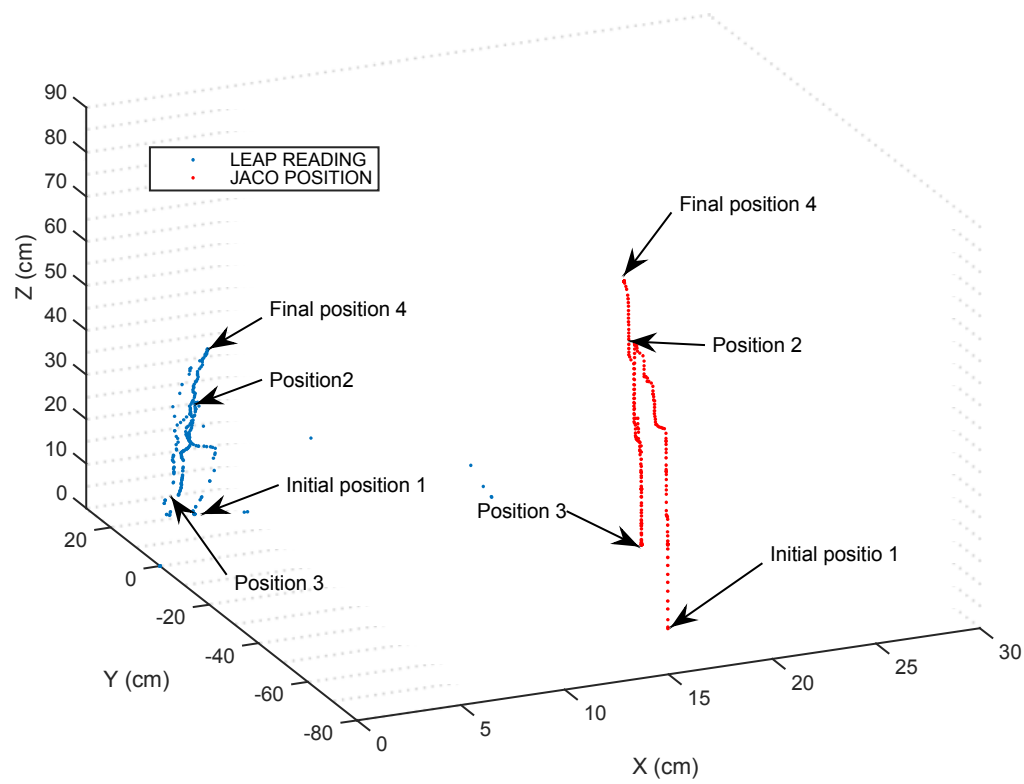 90
80
70
60
50
40
30
20
10
0
Z (cm)
LEAP READING
JACO POSITION
Final position 4
Final position 4
Position 2
Position2
Initial position 1
Position 3
Position 3
Initial positio 1
20
0
-20
-40
-60
-80
Y (cm)
0
5
10
15
20
25
30
X (cm)